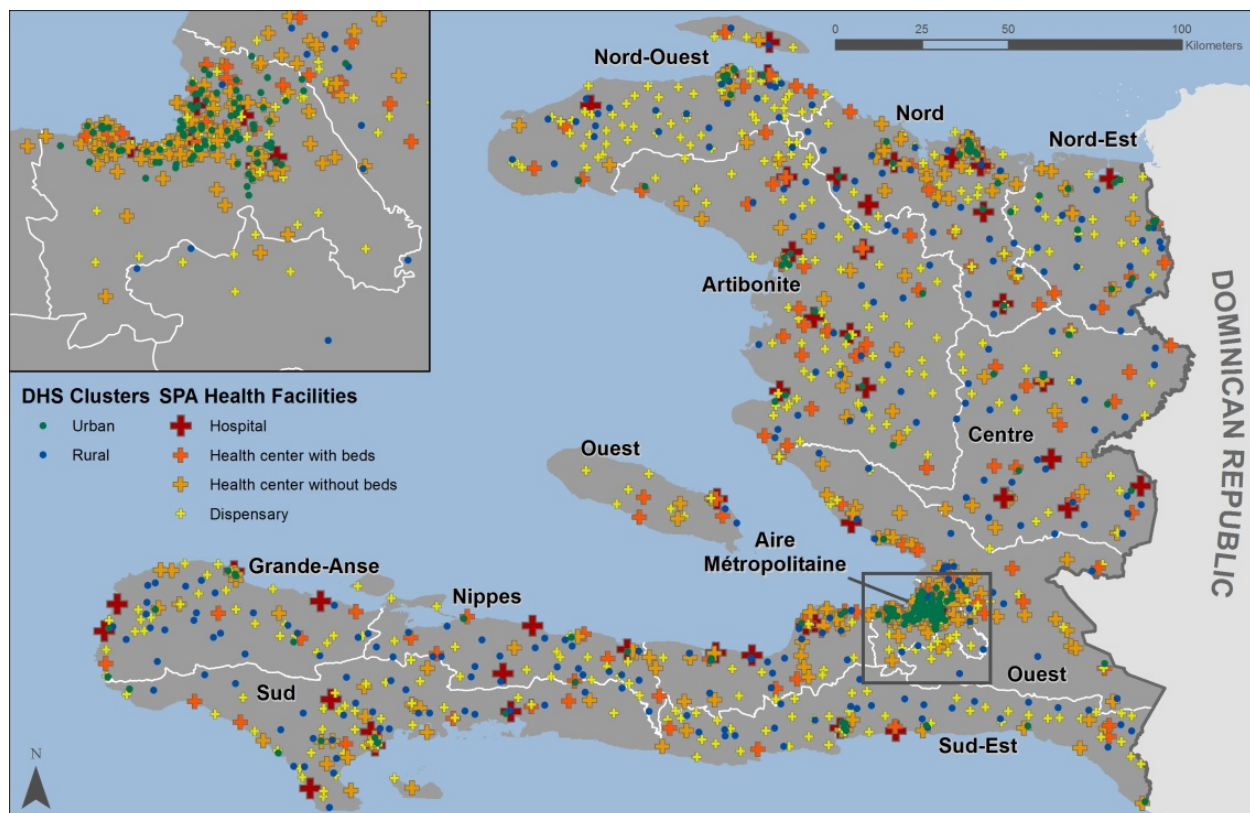 0 50 100
Kilometers
Nord-Ouest
Nord
Nord-Est
Artibonite
DHS Clusters
Urban
Rural
SPA Health Facilities
Hospital
Health center with beds
Health center without beds
Dispensary
Centre
Ouest
Aire
Métropolitaine
DOMINICAN REPUBLIC
Grande-Anse
Nippes
Sud
Ouest
Sud-Est
N